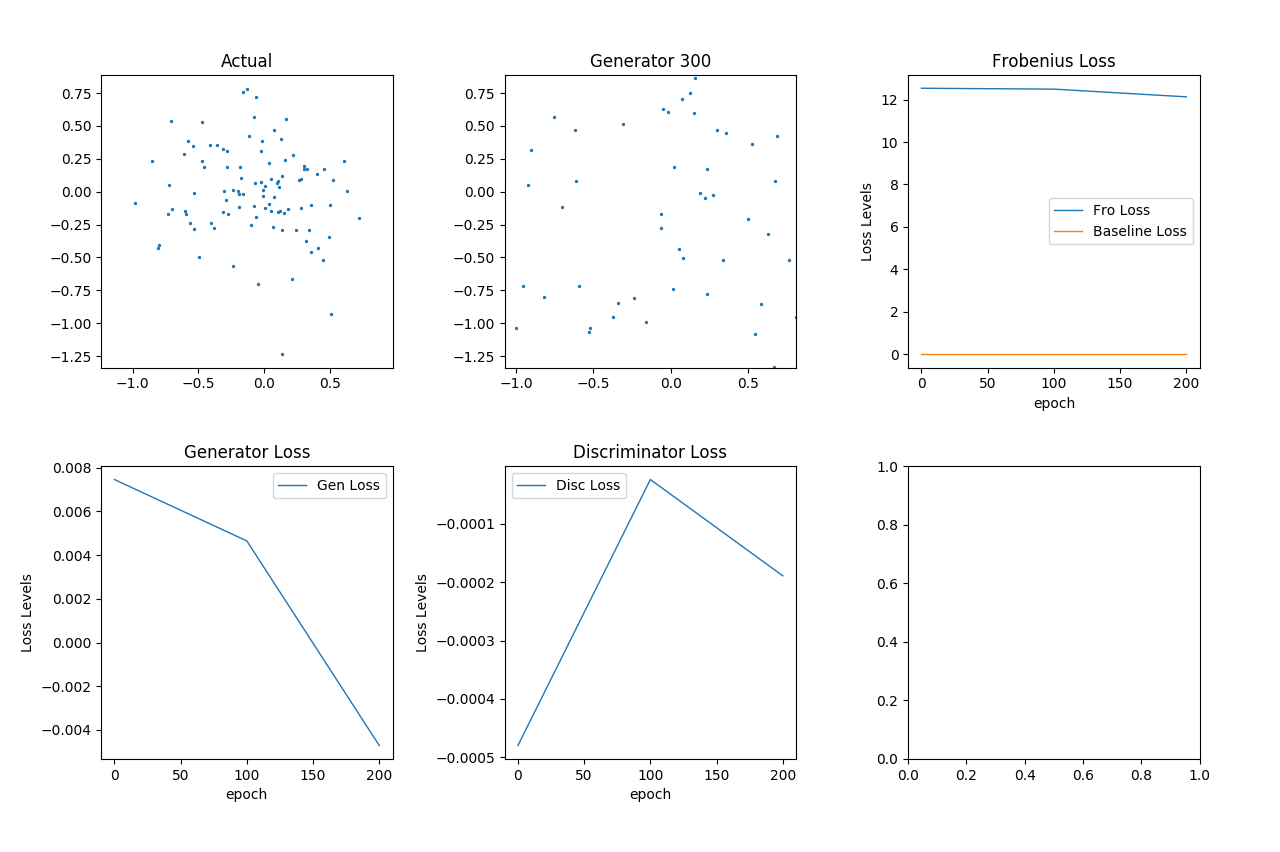 Actual
0.75
0.50
0.25
0.00
−0.25
−0.50
−0.75
−1.00
−1.25
−1.0 −0.5 0.0 0.5
Generator 300
0.75
0.50
0.25
0.00
−0.25
−0.50
−0.75
−1.00
−1.25
−1.0 −0.5 0.0 0.5
Frobenius Loss
Loss Levels
12
10
8
6
4
2
0
Fro Loss
Baseline Loss
0 50 100 150 200
epoch
Generator Loss
Loss Levels
0.008
0.006
0.004
0.002
0.000
−0.002
−0.004
Gen Loss
0 50 100 150 200
epoch
Discriminator Loss
Loss Levels
−0.0001
−0.0002
−0.0003
−0.0004
−0.0005
Disc Loss
0 50 100 150 200
epoch
1.0
0.8
0.6
0.4
0.2
0.0
0.0 0.2 0.4 0.6 0.8 1.0